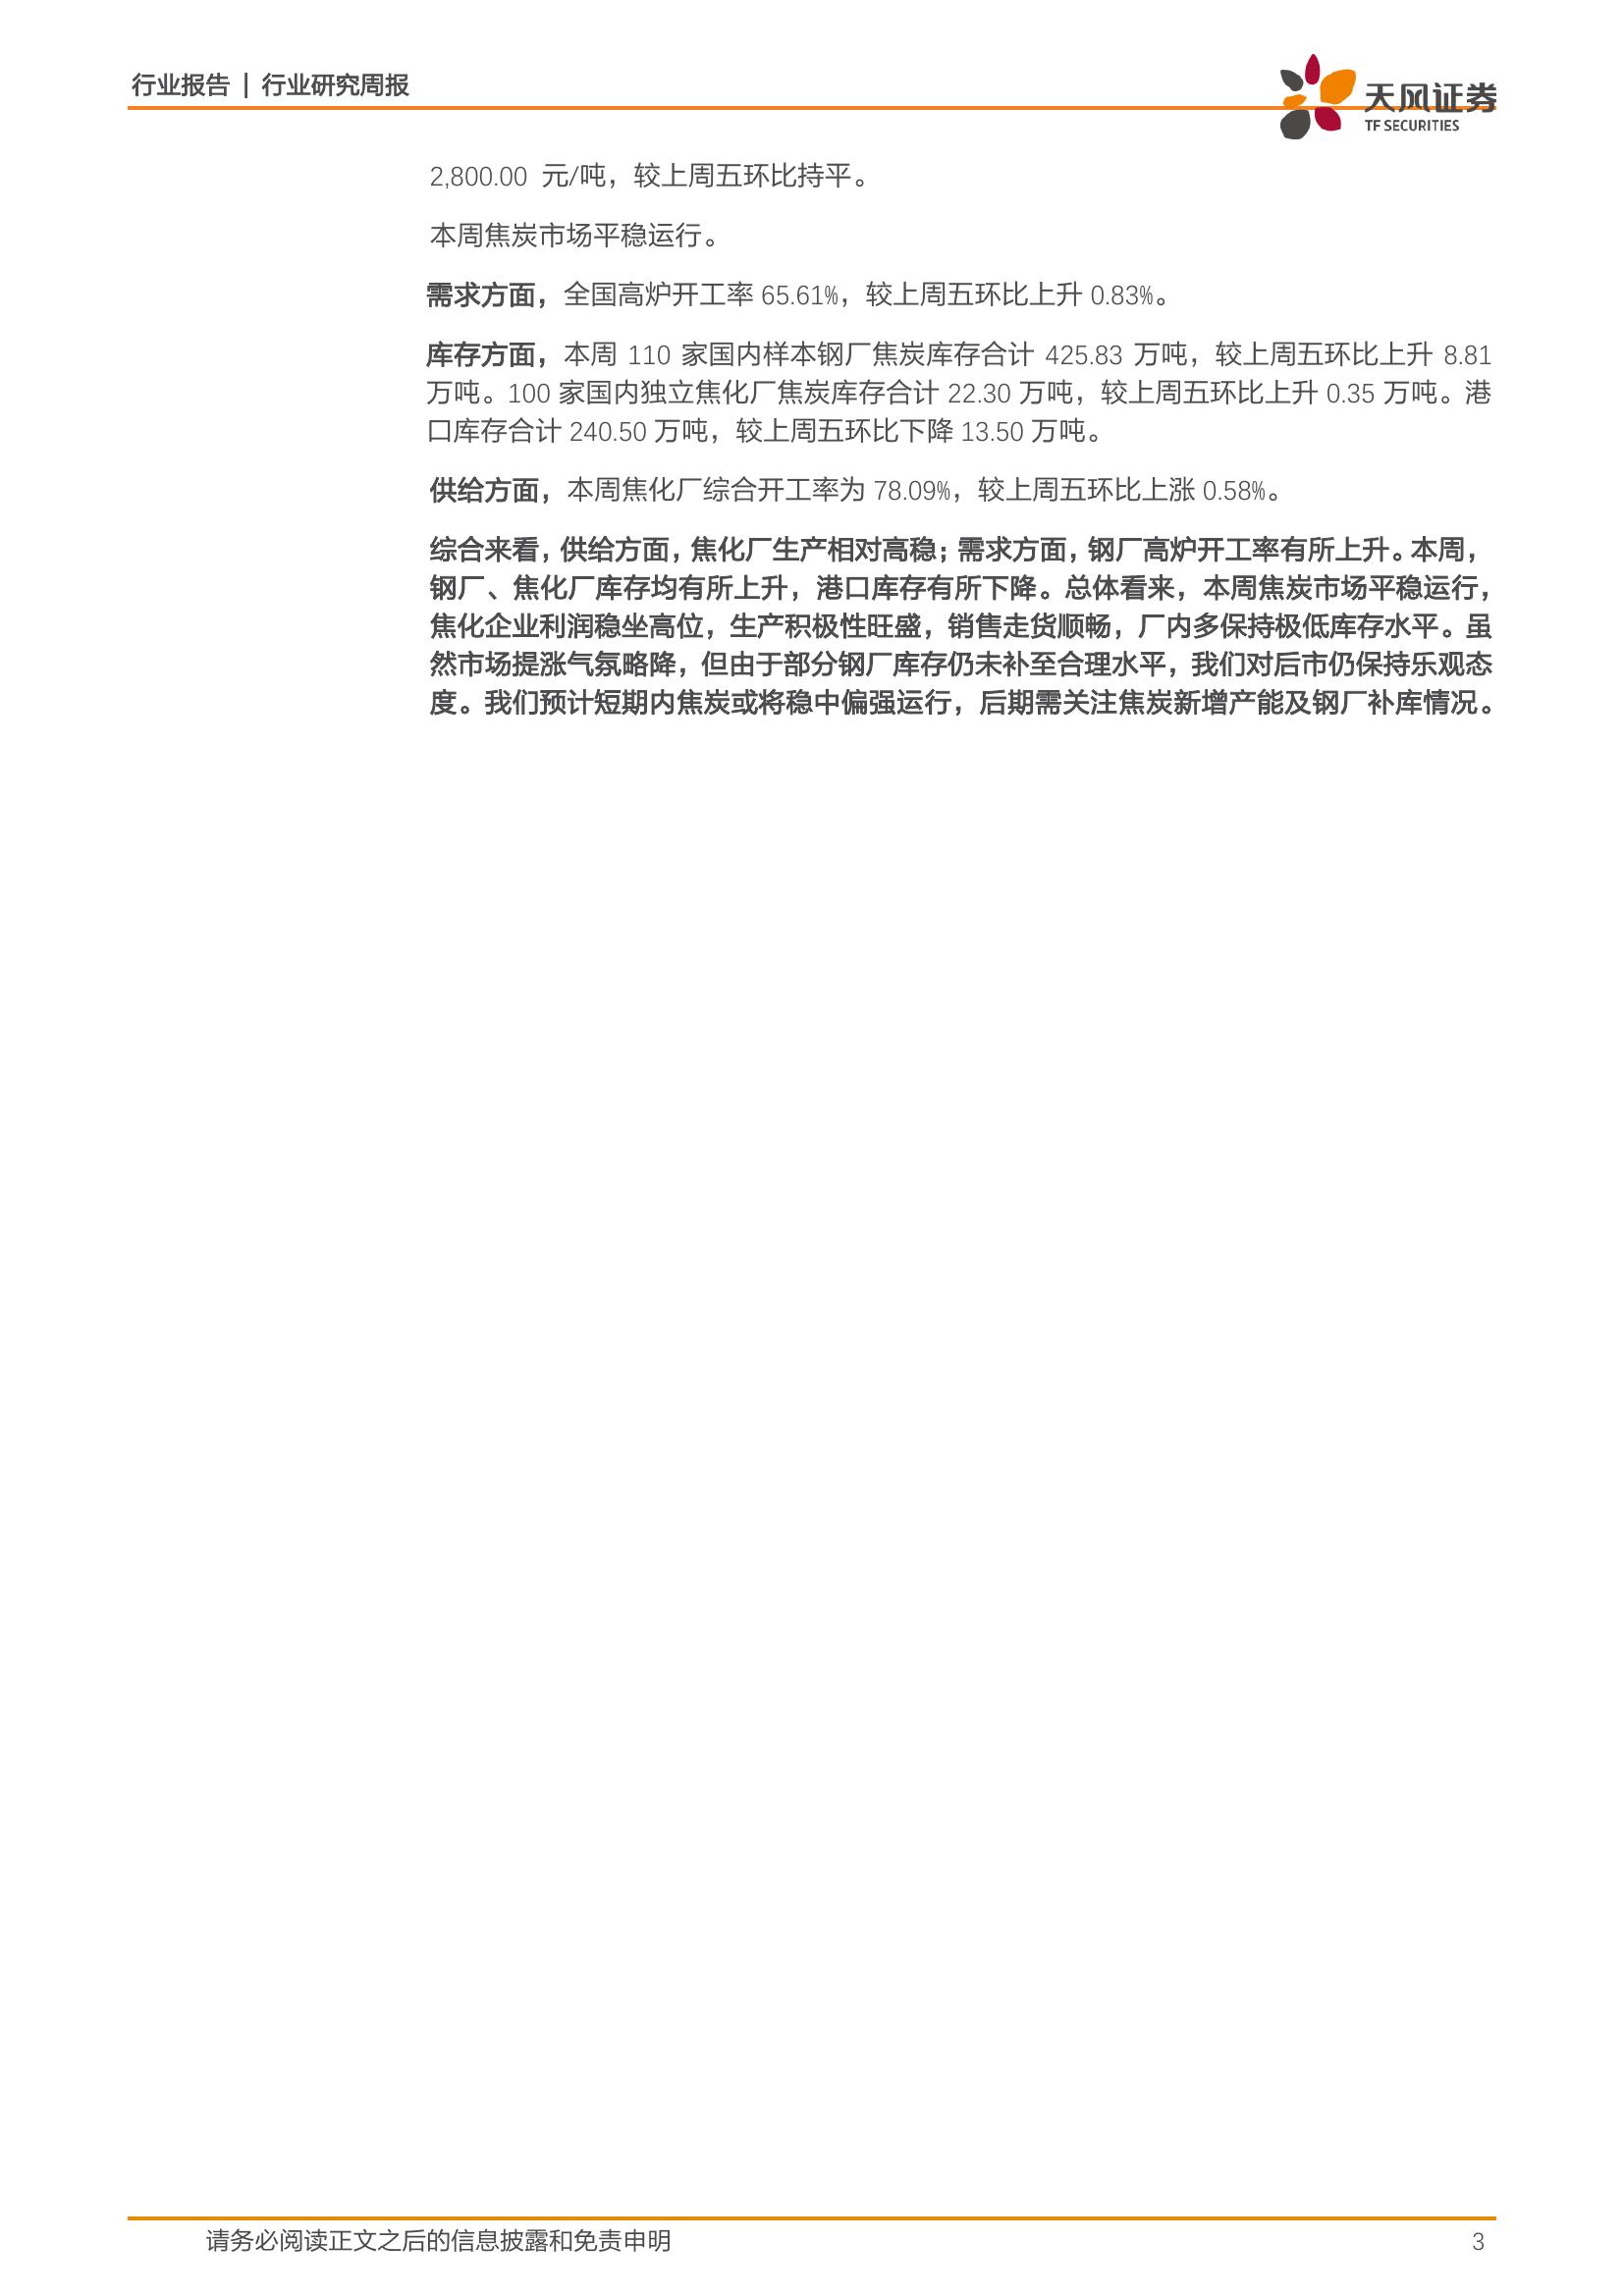 行业报告 | 行业研究周报
天风证券
TF SECURITIES
2,800.00 元/吨，较上周五环比持平。
本周焦炭市场平稳运行。
需求方面，全国高炉开工率 65.61%，较上周五环比上升 0.83%。
库存方面，本周 110 家国内样本钢厂焦炭库存合计 425.83 万吨，较上周五环比上升 8.81
万吨。100 家国内独立焦化厂焦炭库存合计 22.30 万吨，较上周五环比上升 0.35 万吨。港
口库存合计 240.50 万吨，较上周五环比下降 13.50 万吨。
供给方面，本周焦化厂综合开工率为 78.09%，较上周五环比上涨 0.58%。
综合来看，供给方面，焦化厂生产相对高稳；需求方面，钢厂高炉开工率有所上升。本周，
钢厂、焦化厂库存均有所上升，港口库存有所下降。总体看来，本周焦炭市场平稳运行，
焦化企业利润稳坐高位，生产积极性旺盛，销售走货顺畅，厂内多保持极低库存水平。虽
然市场提涨气氛略降，但由于部分钢厂库存仍未补至合理水平，我们对后市仍保持乐观态
度。我们预计短期内焦炭或将稳中偏强运行，后期需关注焦炭新增产能及钢厂补库情况。
请务必阅读正文之后的信息披露和免责申明
3